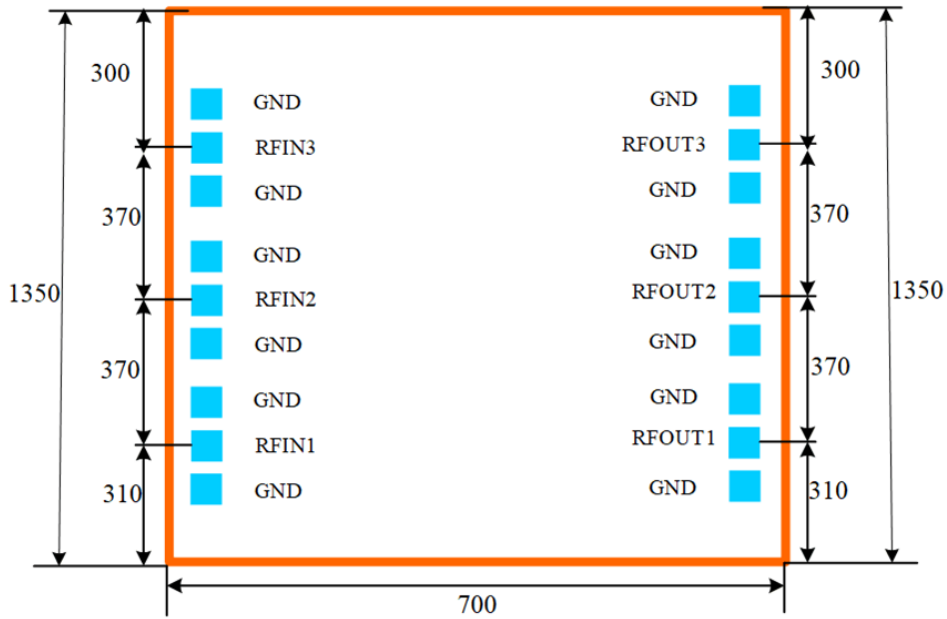 300
300
GND
GND
RFIN3
RFOUT3
GND
GND
370
370
GND
GND
1350
RFIN2
RFOUT2
1350
GND
GND
370
370
GND
GND
RFIN1
RFOUT1
310
GND
GND
310
700